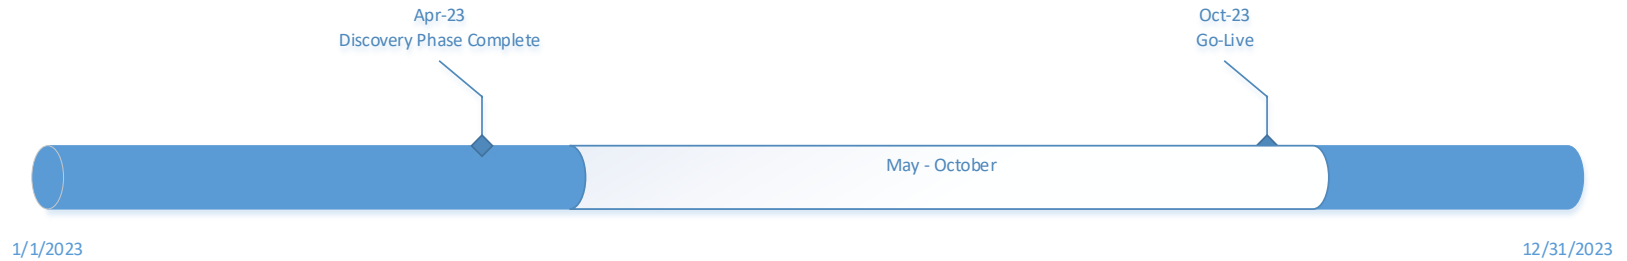 Apr-23
Discovery Phase Complete
Oct-23
Go-Live
May - October
1/1/2023
12/31/2023